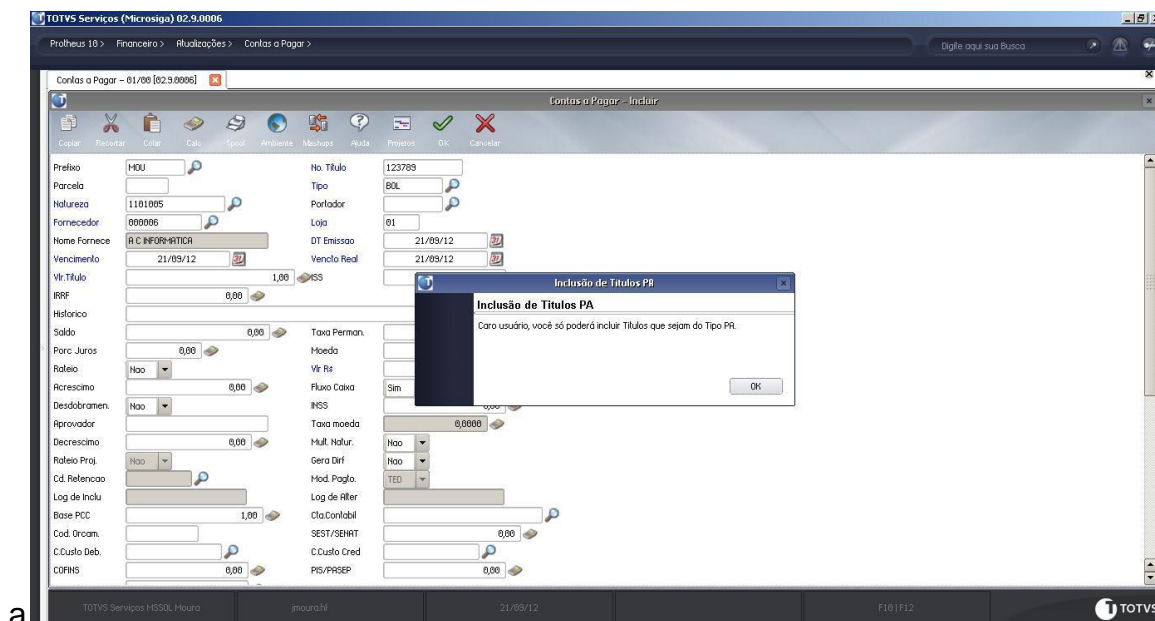 TOTVS Serviços (Microsiga) 02.9.0006
Protheus 10 > Financeiro > Atualizações > Contas a Pagar >
Digite aqui sua Busca
Contas a Pagar - 01/00 [02.9.0006]
Contas a Pagar - Incluir
Copiar Recortar Colar Calc Spool Ambiente Mashups Ajuda Projetos OK Cancelar
Prefixo MOU No. Título 123789
Parcela Tipo BOL
Natureza 1101005 Portador
Fornecedor 000006 Loja 01
Nome Fornece A C INFORMATICA DT Emissao 21/09/12
Vencimento 21/09/12 Vencto Real 21/09/12
Vlr.Título 1,00 ISS
IRRF 0,00
Historico
Saldo 0,00 Taxa Perman.
Porc Juros 0,00 Moeda
Rateio Nao Vlr R$
Acrescimo 0,00 Fluxo Caixa Sim
Desdobramen. Nao INSS 0,00
Aprovador Taxa moeda 0,0000
Decrescimo 0,00 Mult. Natur. Nao
Rateio Proj. Nao Gera Dirf Nao
Cd. Retencao Mod. Pagto. TED
Log de Inclu Log de Alter
Base PCC 1,00 Cta.Contabil
Cod. Orcam. SEST/SENAT 0,00
C.Custo Deb. C.Custo Cred
COFINS 0,00 PIS/PASEP 0,00
Inclusão de Titulos PA
Inclusão de Titulos PA
Caro usuário, você só poderá incluir Títulos que sejam do Tipo PA.
OK
TOTVS Serviços MSSQL Moura jmoura.hl 21/09/12 F10 | F12 TOTVS
a